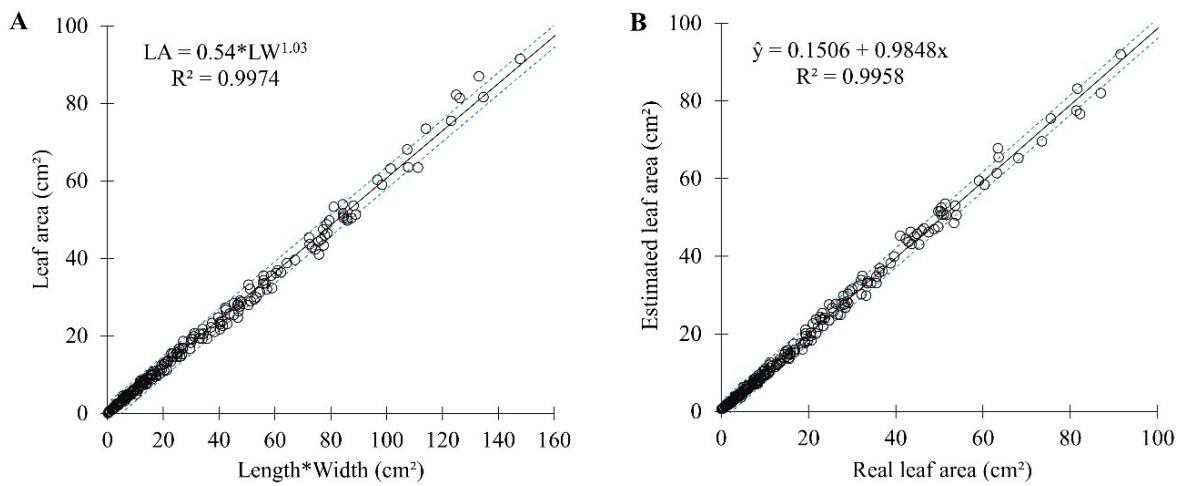 A
LA = 0.54*LW^1.03
R² = 0.9974
100
80
60
40
20
0
Leaf area (cm²)
0 20 40 60 80 100 120 140 160
Length*Width (cm²)
B
ŷ = 0.1506 + 0.9848x
R² = 0.9958
100
80
60
40
20
0
Estimated leaf area (cm²)
0 20 40 60 80 100
Real leaf area (cm²)